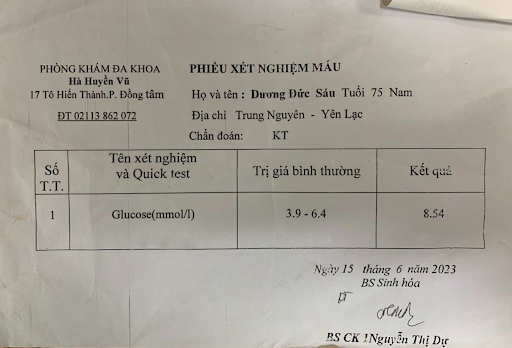 PHÒNG KHÁM ĐA KHOA
Hà Huyền Vũ
17 Tô Hiến Thành.P. Đồng tâm
ĐT 02113 862 072
PHIẾU XÉT NGHIỆM MÁU
Họ và tên : Dương Đức Sáu Tuổi 75 Nam
Địa chỉ Trung Nguyên - Yên Lạc
Chẩn đoán: KT
Số T.T.
Tên xét nghiệm và Quick test
Trị giá bình thường
Kết quả
1 Glucose(mmol/l) 3.9 - 6.4 8.54
Ngày 15 tháng 6 năm 2023
BS Sinh hóa
BS CK 1Nguyễn Thị Dự